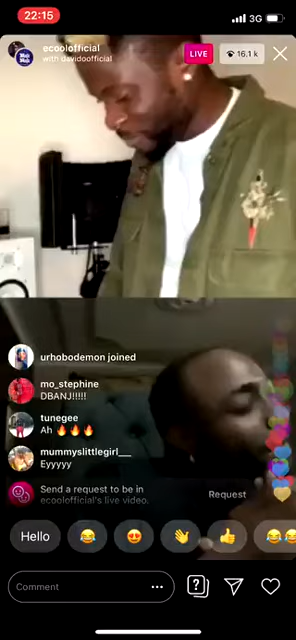 22:15
3G
ecoolofficial
with davidoofficial
LIVE
16.1 k
urhobodemon joined
mo_stephine
DBANJ!!!!!
tunegee
Ah 🔥🔥🔥
mummyslittlegirl___
Eyyyyy
Send a request to be in
ecoolofficial's live video.
Request
Hello 😂 😍 👋 👍 😂😂
Comment